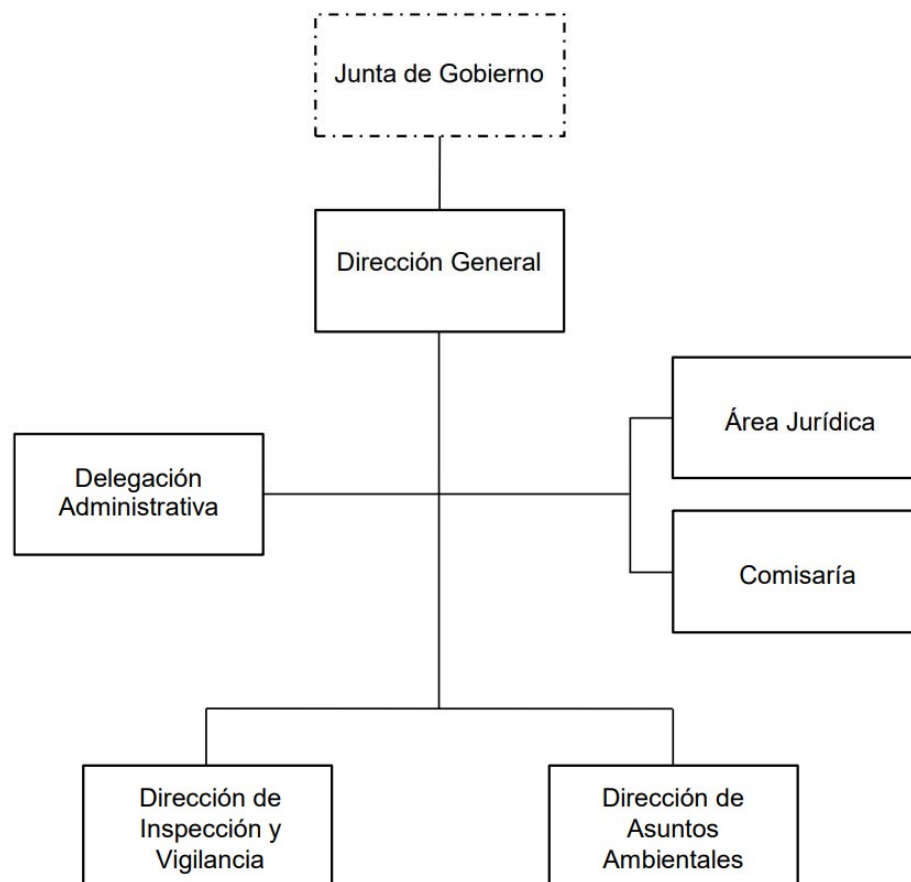 Junta de Gobierno
Dirección General
Área Jurídica
Delegación
Administrativa
Comisaría
Dirección de
Inspección y
Vigilancia
Dirección de
Asuntos
Ambientales